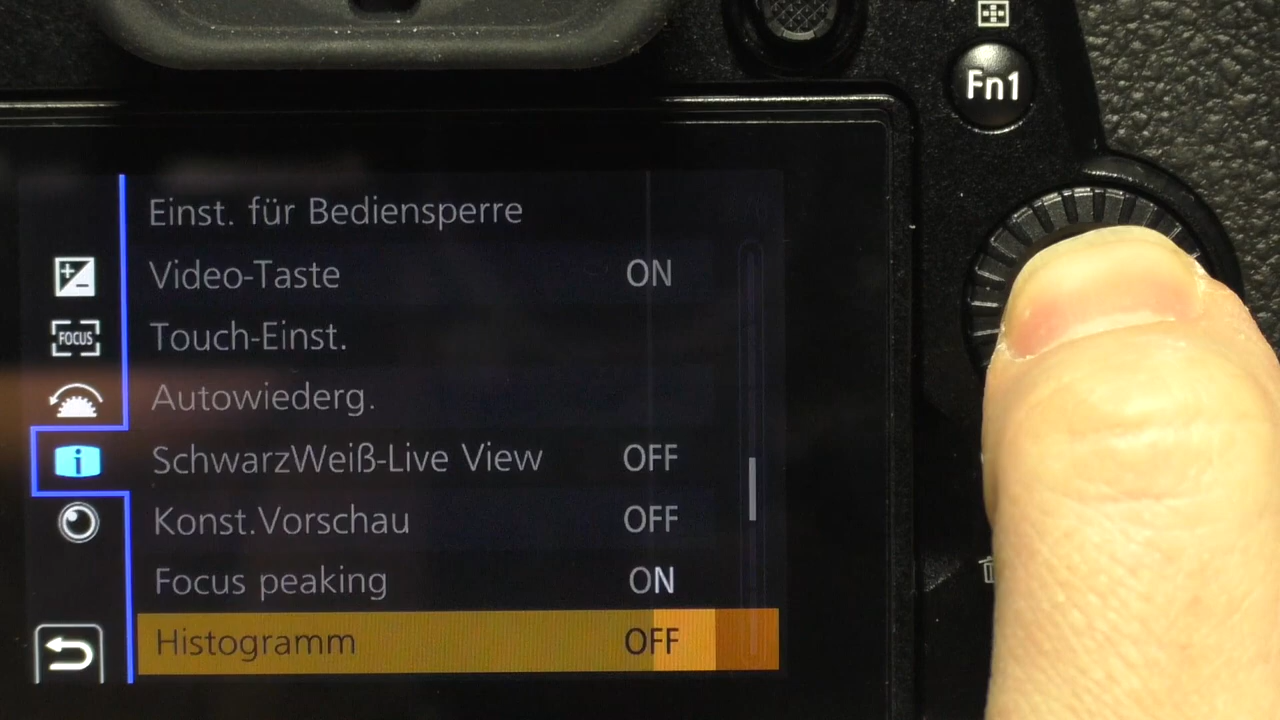 Fn1
Einst. für Bediensperre
Video-Taste ON
FOCUS
Touch-Einst.
Autowiederg.
SchwarzWeiß-Live View OFF
Konst.Vorschau OFF
Focus peaking ON
Histogramm OFF